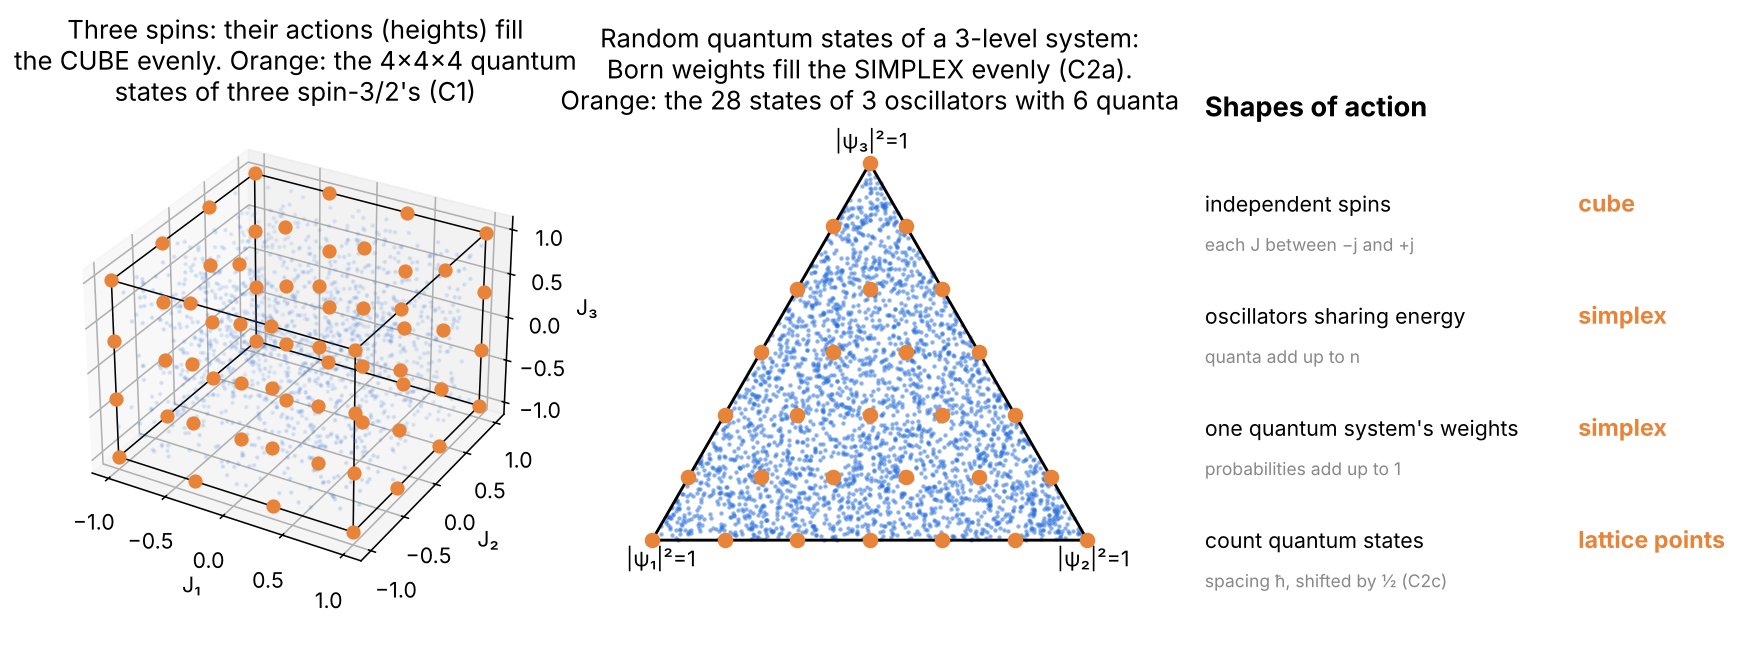 Three spins: their actions (heights) fill
the CUBE evenly. Orange: the 4×4×4 quantum
states of three spin-3/2's (C1)
1.0
0.5
0.0
−0.5
−1.0
J₃
1.0
0.5
0.0
−0.5
−1.0
J₂
−1.0
−0.5
0.0
0.5
1.0
J₁
Random quantum states of a 3-level system:
Born weights fill the SIMPLEX evenly (C2a).
Orange: the 28 states of 3 oscillators with 6 quanta
|ψ₃|²=1
|ψ₁|²=1
|ψ₂|²=1
Shapes of action
independent spins cube
each J between −j and +j
oscillators sharing energy simplex
quanta add up to n
one quantum system's weights simplex
probabilities add up to 1
count quantum states lattice points
spacing ħ, shifted by ½ (C2c)